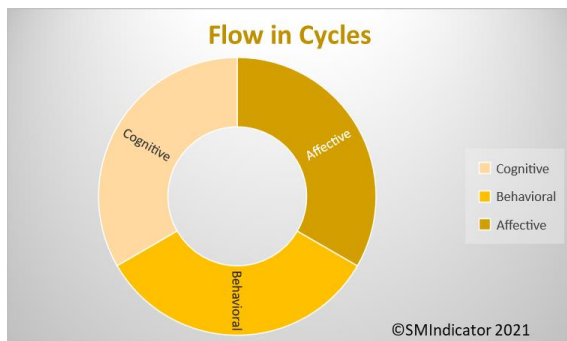 Flow in Cycles
Cognitive
Affective
Behavioral
Cognitive
Behavioral
Affective
©SMIndicator 2021